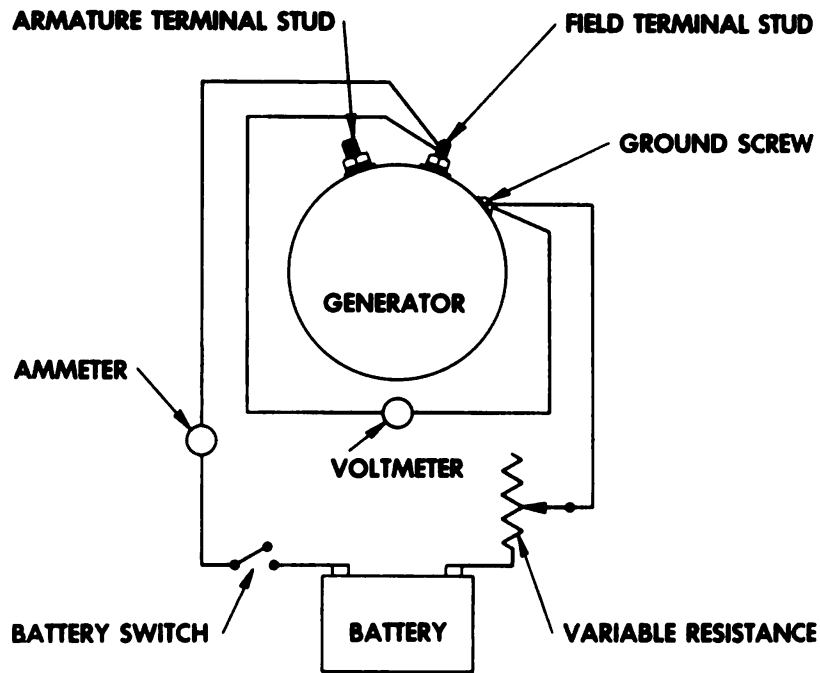 ARMATURE TERMINAL STUD
FIELD TERMINAL STUD
GROUND SCREW
GENERATOR
AMMETER
VOLTMETER
BATTERY SWITCH
BATTERY
VARIABLE RESISTANCE